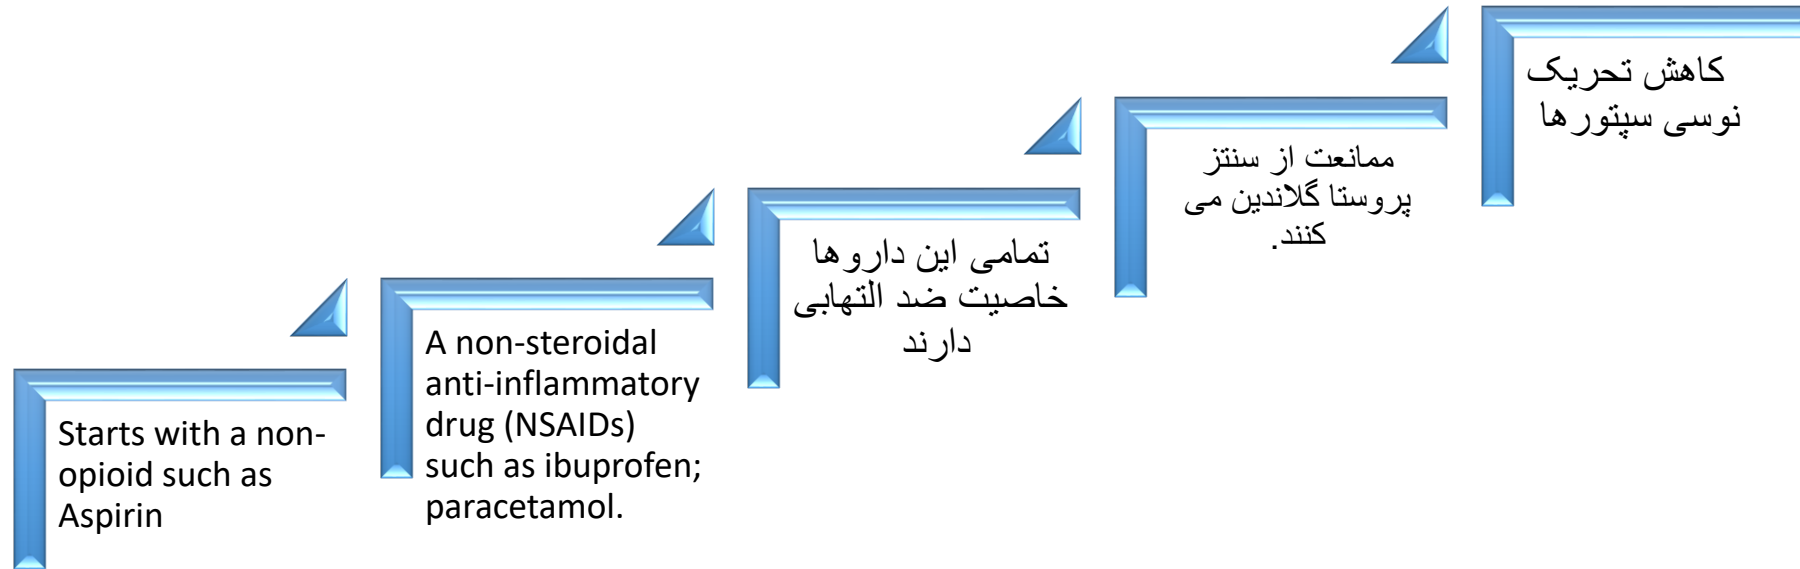 Starts with a non-
opioid such as
Aspirin
A non-steroidal
anti-inflammatory
drug (NSAIDs)
such as ibuprofen;
paracetamol.
تمامی این داروها
خاصیت ضد التهابی
دارند
ممانعت از سنتز
پروستا گلاندین می
کنند.
کاهش تحریک
نوسی سپتورها